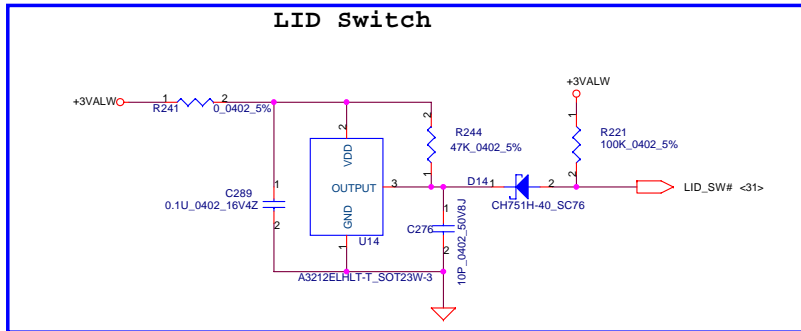 LID Switch
+3VALW
1
2
R241
0_0402_5%
+3VALW
2
R244
47K_0402_5%
1
1
R221
100K_0402_5%
2
2
VDD
OUTPUT
3
GND
1
U14
A3212ELHLT-T_SOT23W-3
1
C289
0.1U_0402_16V4Z
2
D14
1
2
CH751H-40_SC76
1
C276
2
10P_0402_50V8J
LID_SW# <31>